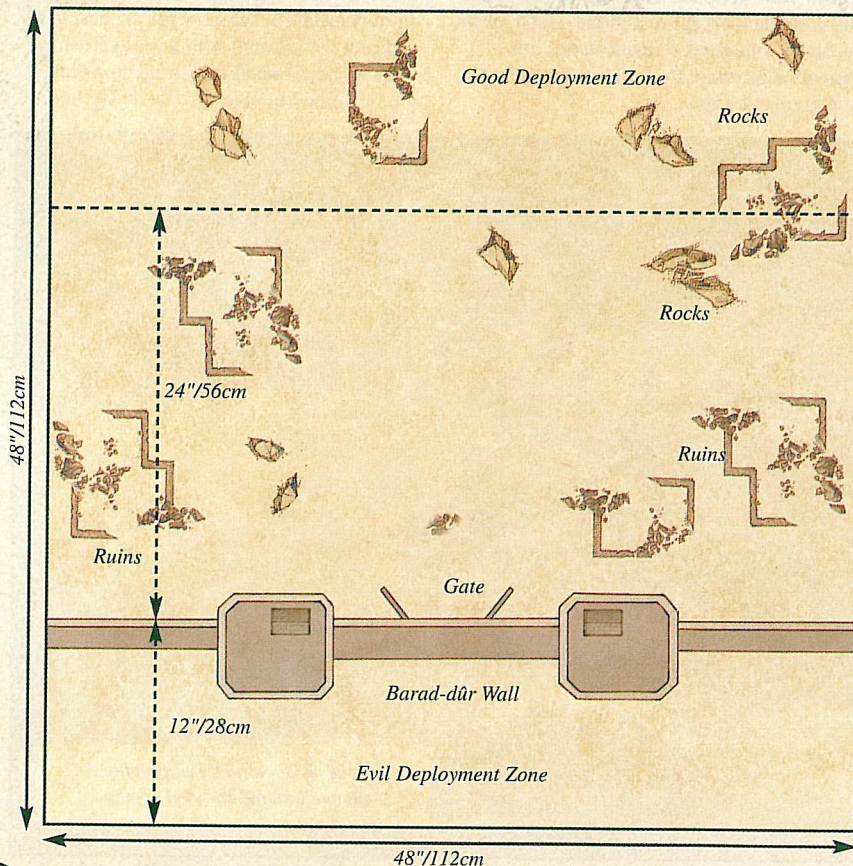 Good Deployment Zone
Rocks
Rocks
24"/56cm
48"/112cm
Ruins
Ruins
Gate
Barad-dûr Wall
12"/28cm
Evil Deployment Zone
48"/112cm